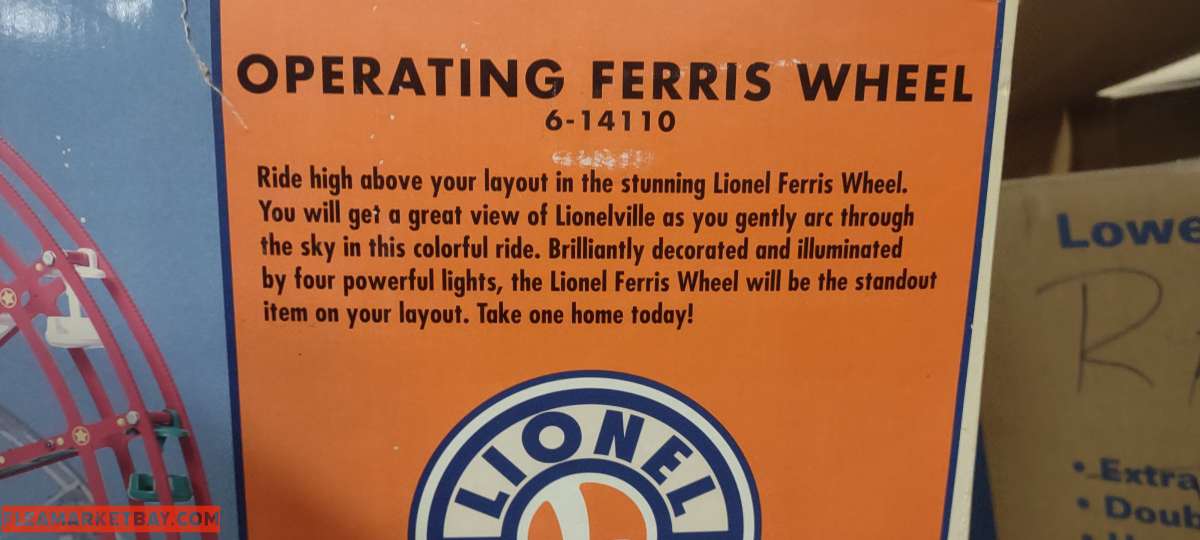 OPERATING FERRIS WHEEL
6-14110
Ride high above your layout in the stunning Lionel Ferris Wheel.
You will get a great view of Lionelville as you gently arc through
the sky in this colorful ride. Brilliantly decorated and illuminated
by four powerful lights, the Lionel Ferris Wheel will be the standout
item on your layout. Take one home today!
LIONEL
Lowe
R
• Extra
• Doub
FLEAMARKETBAY.COM